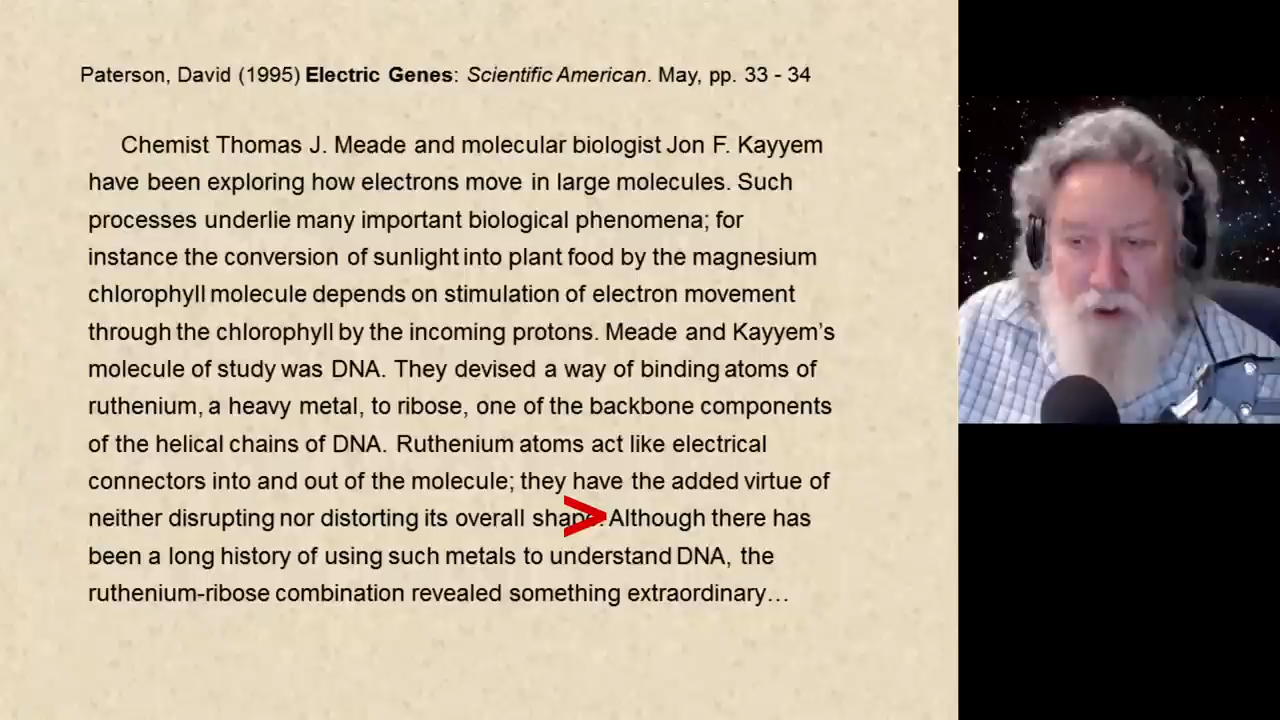 Paterson, David (1995) Electric Genes: Scientific American. May, pp. 33 - 34
Chemist Thomas J. Meade and molecular biologist Jon F. Kayyem
have been exploring how electrons move in large molecules. Such
processes underlie many important biological phenomena; for
instance the conversion of sunlight into plant food by the magnesium
chlorophyll molecule depends on stimulation of electron movement
through the chlorophyll by the incoming protons. Meade and Kayyem's
molecule of study was DNA. They devised a way of binding atoms of
ruthenium, a heavy metal, to ribose, one of the backbone components
of the helical chains of DNA. Ruthenium atoms act like electrical
connectors into and out of the molecule; they have the added virtue of
neither disrupting nor distorting its overall shape. Although there has
been a long history of using such metals to understand DNA, the
ruthenium-ribose combination revealed something extraordinary…